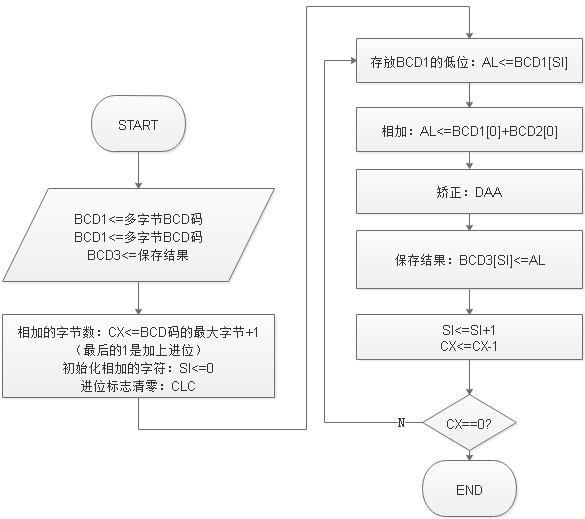 START
BCD1<=多字节BCD码
BCD1<=多字节BCD码
BCD3<=保存结果
相加的字节数：CX<=BCD码的最大字节+1
（最后的1是加上进位）
初始化相加的字符：SI<=0
进位标志清零：CLC
存放BCD1的低位：AL<=BCD1[SI]
相加：AL<=BCD1[0]+BCD2[0]
矫正：DAA
保存结果：BCD3[SI]<=AL
SI<=SI+1
CX<=CX-1
CX==0?
N
END